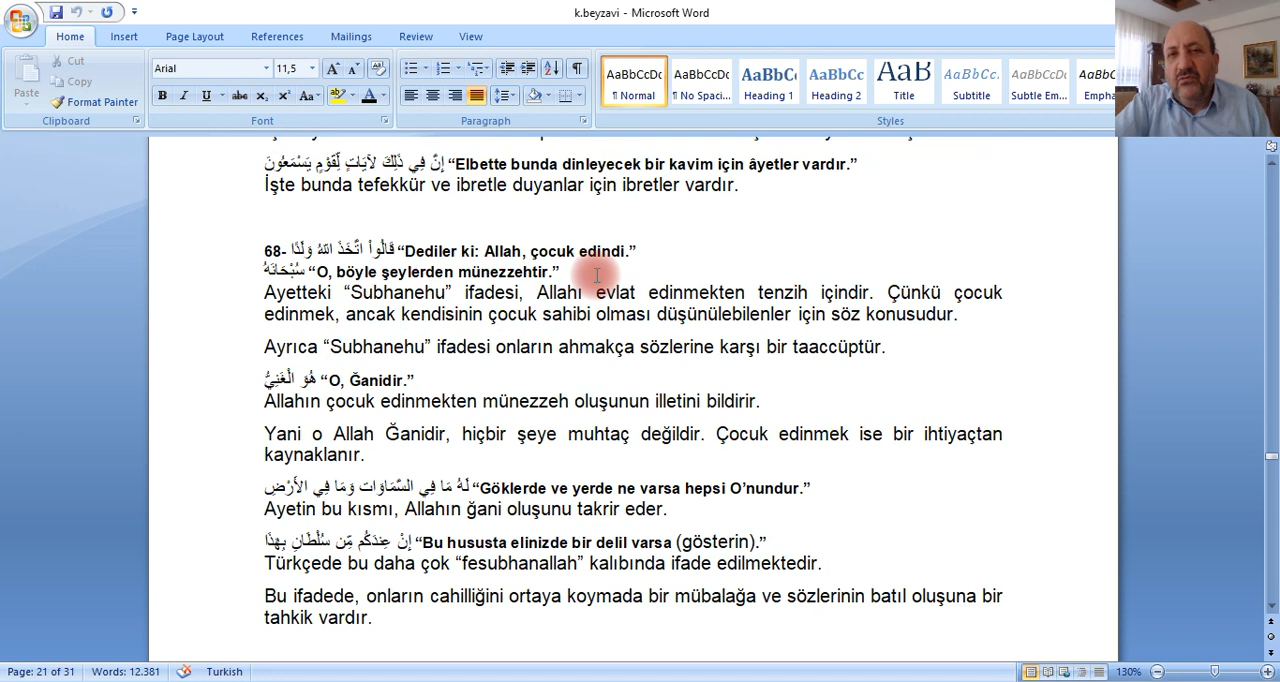 k.beyzavi - Microsoft Word
Home Insert Page Layout References Mailings Review View
Paste
Cut
Copy
Format Painter
Clipboard
Arial 11,5
Font
Paragraph
AaBbCcDc AaBbCcDc AaBbCc AaBbCc AaB AaBbCc. AaBbCcDc AaBbC
¶ Normal ¶ No Spaci... Heading 1 Heading 2 Title Subtitle Subtle Em... Empha
Styles
إِنَّ فِي ذَلِكَ لآيَاتٍ لِّقَوْمٍ يَسْمَعُونَ “Elbette bunda dinleyecek bir kavim için âyetler vardır.”
İşte bunda tefekkür ve ibretle duyanlar için ibretler vardır.
68- قَالُواْ اتَّخَذَ اللّهُ وَلَدًا “Dediler ki: Allah, çocuk edindi.”
سُبْحَانَهُ “O, böyle şeylerden münezzehtir.”
Ayetteki “Subhanehu” ifadesi, Allahı evlat edinmekten tenzih içindir. Çünkü çocuk
edinmek, ancak kendisinin çocuk sahibi olması düşünülebilenler için söz konusudur.
Ayrıca “Subhanehu” ifadesi onların ahmakça sözlerine karşı bir taaccüptür.
هُوَ الْغَنِيُّ “O, Ğanidir.”
Allahın çocuk edinmekten münezzeh oluşunun illetini bildirir.
Yani o Allah Ğanidir, hiçbir şeye muhtaç değildir. Çocuk edinmek ise bir ihtiyaçtan
kaynaklanır.
لَهُ مَا فِي السَّمَاوَات وَمَا فِي الأَرْضِ “Göklerde ve yerde ne varsa hepsi O’nundur.”
Ayetin bu kısmı, Allahın ğani oluşunu takrir eder.
إِنْ عِندَكُم مِّن سُلْطَانٍ بِهَذَا “Bu hususta elinizde bir delil varsa (gösterin).”
Türkçede bu daha çok “fesubhanallah” kalıbında ifade edilmektedir.
Bu ifadede, onların cahilliğini ortaya koymada bir mübalağa ve sözlerinin batıl oluşuna bir
tahkik vardır.
Page: 21 of 31 Words: 12.381 Turkish 130%